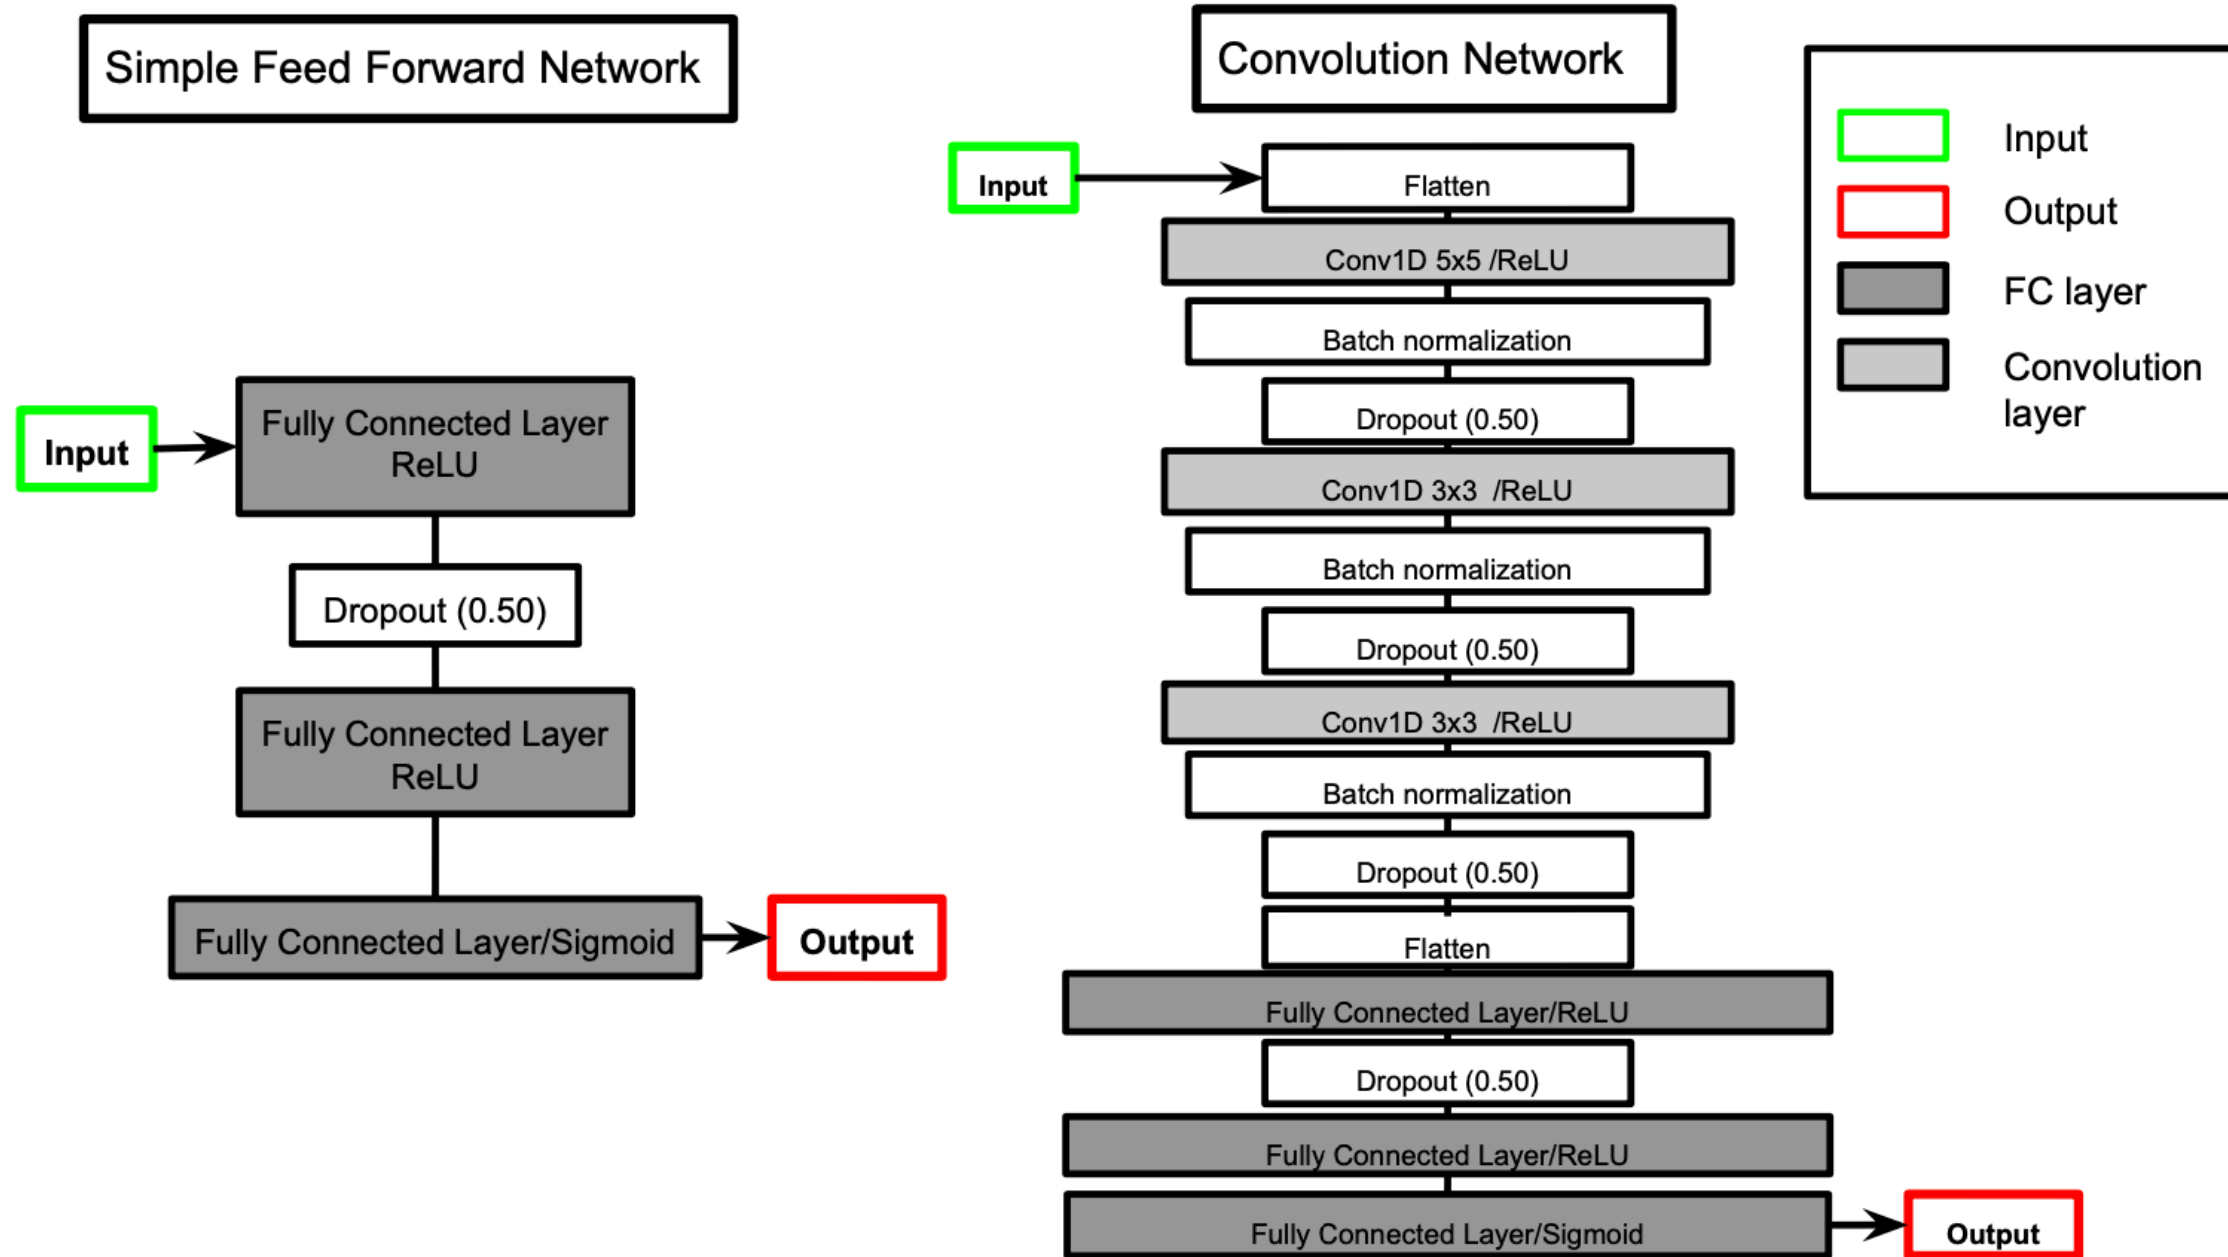 Simple Feed Forward Network
Input
Fully Connected Layer
ReLU
Dropout (0.50)
Fully Connected Layer
ReLU
Fully Connected Layer/Sigmoid
Output
Convolution Network
Input
Flatten
Conv1D 5x5 /ReLU
Batch normalization
Dropout (0.50)
Conv1D 3x3  /ReLU
Batch normalization
Dropout (0.50)
Conv1D 3x3  /ReLU
Batch normalization
Dropout (0.50)
Flatten
Fully Connected Layer/ReLU
Dropout (0.50)
Fully Connected Layer/ReLU
Fully Connected Layer/Sigmoid
Output
Input
Output
FC layer
Convolution
layer